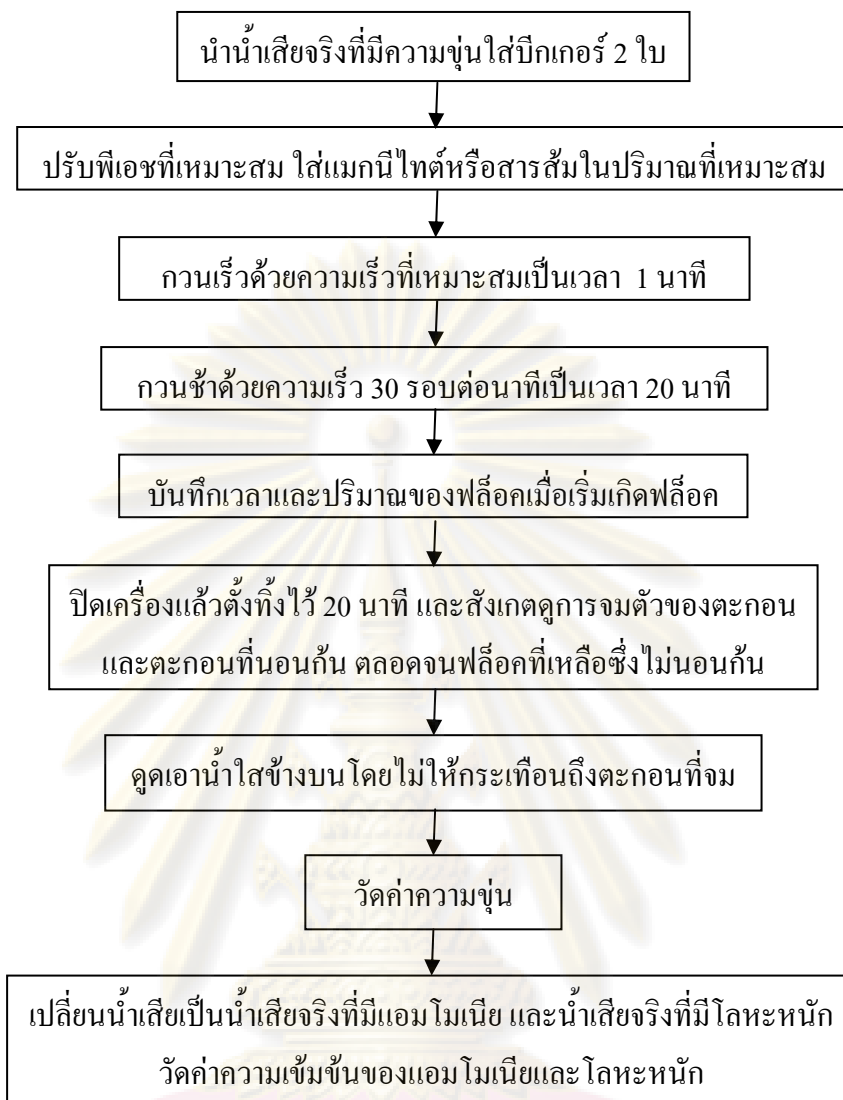 นำน้ำเสียจริงที่มีความขุ่นใส่บีกเกอร์ 2 ใบ
ปรับพีเอชที่เหมาะสม ใส่แมกนีไทต์หรือสารส้มในปริมาณที่เหมาะสม
กวนเร็วด้วยความเร็วที่เหมาะสมเป็นเวลา 1 นาที
กวนช้าด้วยความเร็ว 30 รอบต่อนาทีเป็นเวลา 20 นาที
บันทึกเวลาและปริมาณของฟล็อคเมื่อเริ่มเกิดฟล็อค
ปิดเครื่องแล้วตั้งทิ้งไว้ 20 นาที และสังเกตดูการจมตัวของตะกอน
และตะกอนที่นอนก้น ตลอดจนฟล็อคที่เหลือซึ่งไม่นอนก้น
ดูดเอาน้ำใสข้างบนโดยไม่ให้กระเทือนถึงตะกอนที่จม
วัดค่าความขุ่น
เปลี่ยนน้ำเสียเป็นน้ำเสียจริงที่มีแอมโมเนีย และน้ำเสียจริงที่มีโลหะหนัก
วัดค่าความเข้มข้นของแอมโมเนียและโลหะหนัก